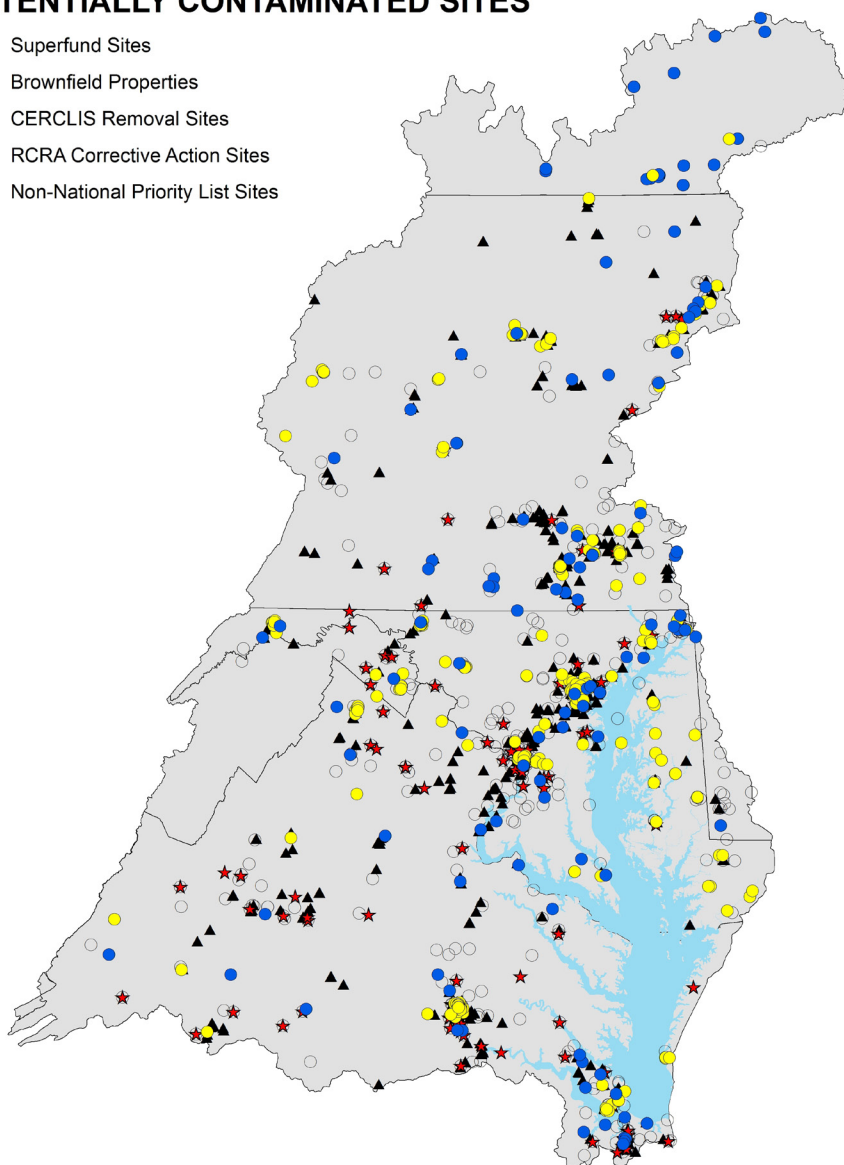 TENTIALLY CONTAMINATED SITES
Superfund Sites
Brownfield Properties
CERCLIS Removal Sites
RCRA Corrective Action Sites
Non-National Priority List Sites